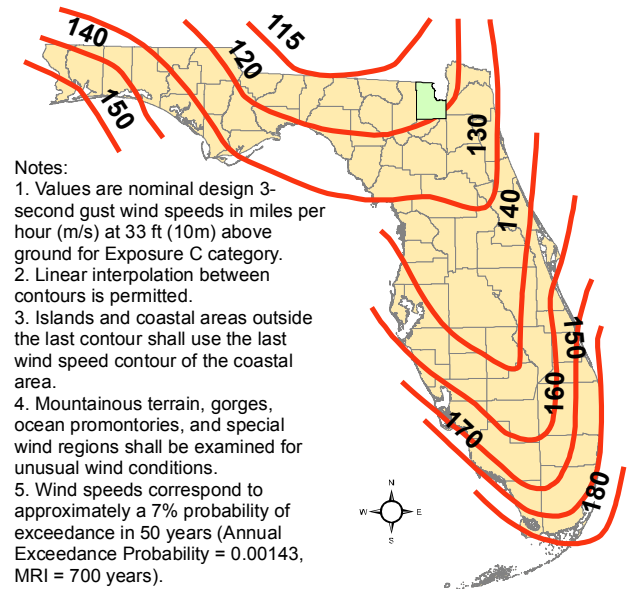 115
140
120
150
130
140
Notes:
1. Values are nominal design 3-
second gust wind speeds in miles per
hour (m/s) at 33 ft (10m) above
ground for Exposure C category.
2. Linear interpolation between
contours is permitted.
3. Islands and coastal areas outside
the last contour shall use the last
wind speed contour of the coastal
area.
4. Mountainous terrain, gorges,
ocean promontories, and special
wind regions shall be examined for
unusual wind conditions.
5. Wind speeds correspond to
approximately a 7% probability of
exceedance in 50 years (Annual
Exceedance Probability = 0.00143,
MRI = 700 years).
150
160
170
180
N
W E
S